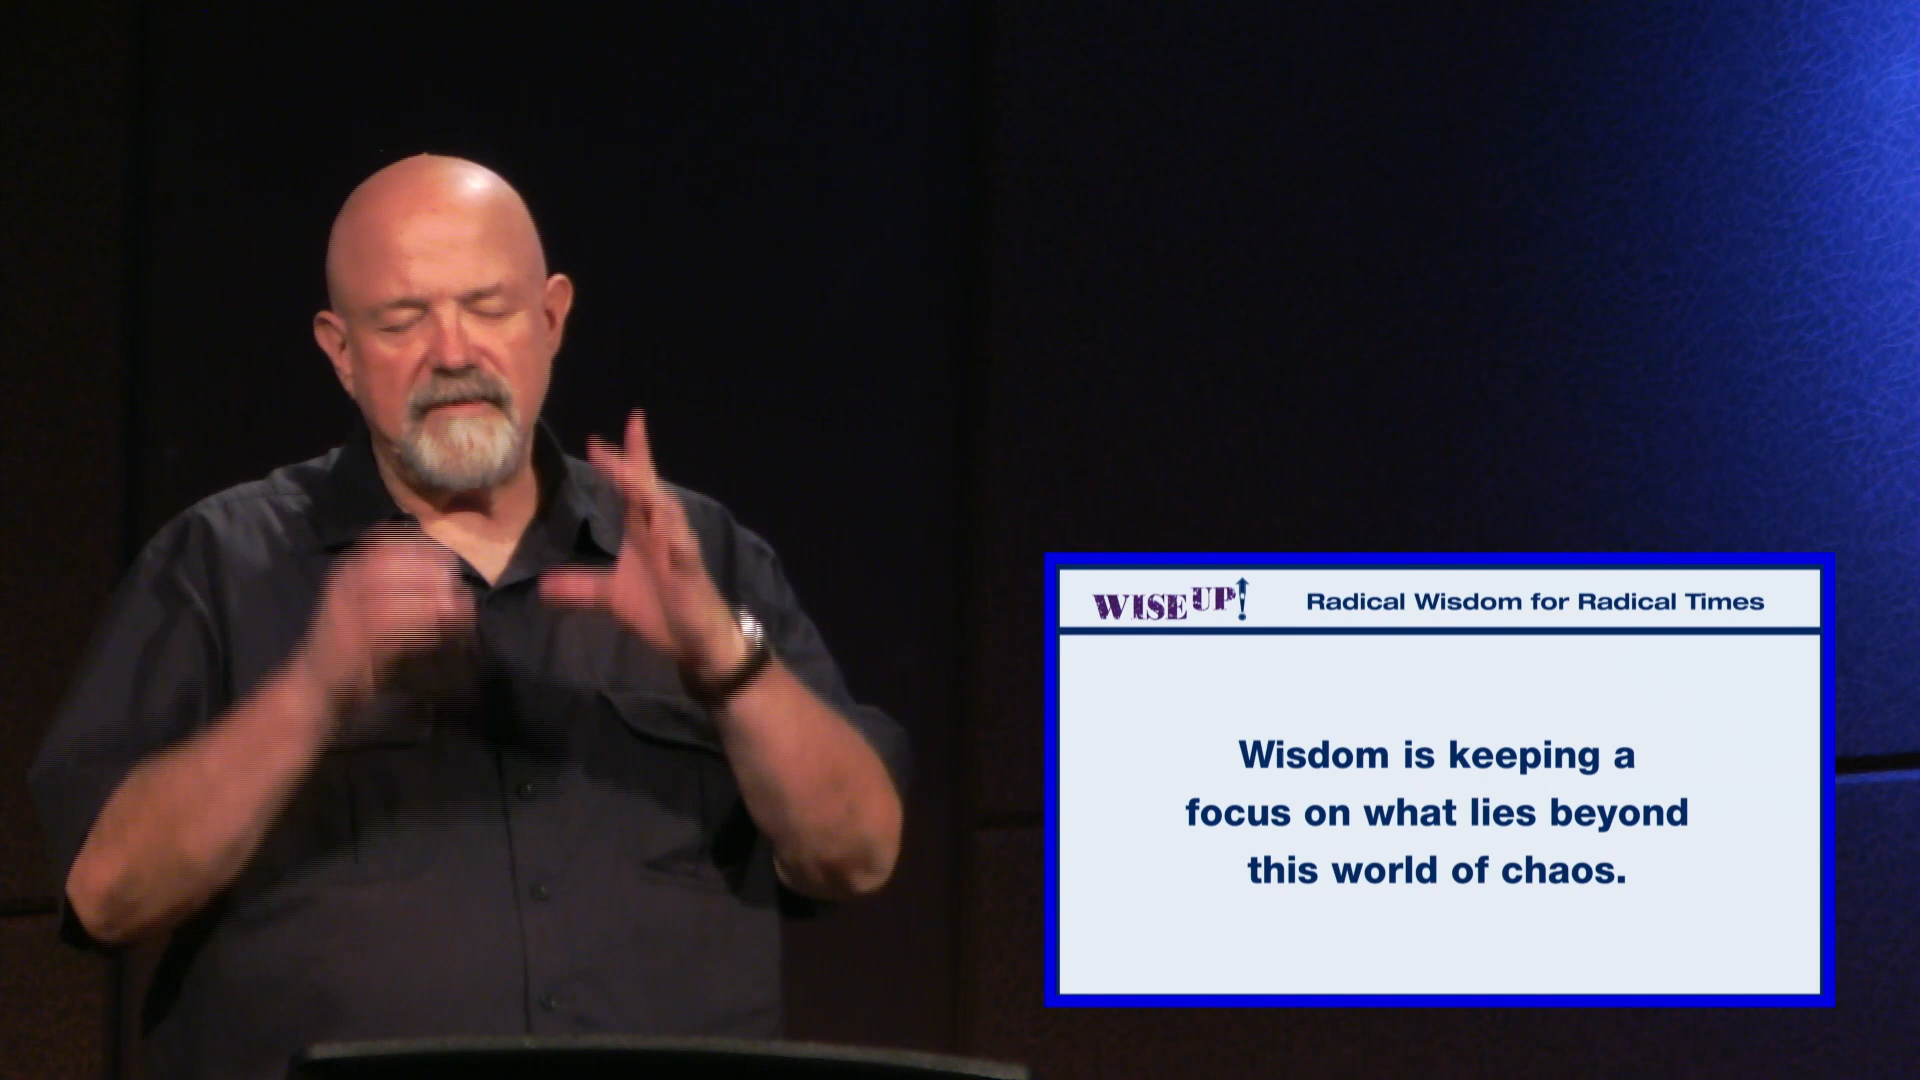 WISE UP!
Radical Wisdom for Radical Times
Wisdom is keeping a
focus on what lies beyond
this world of chaos.